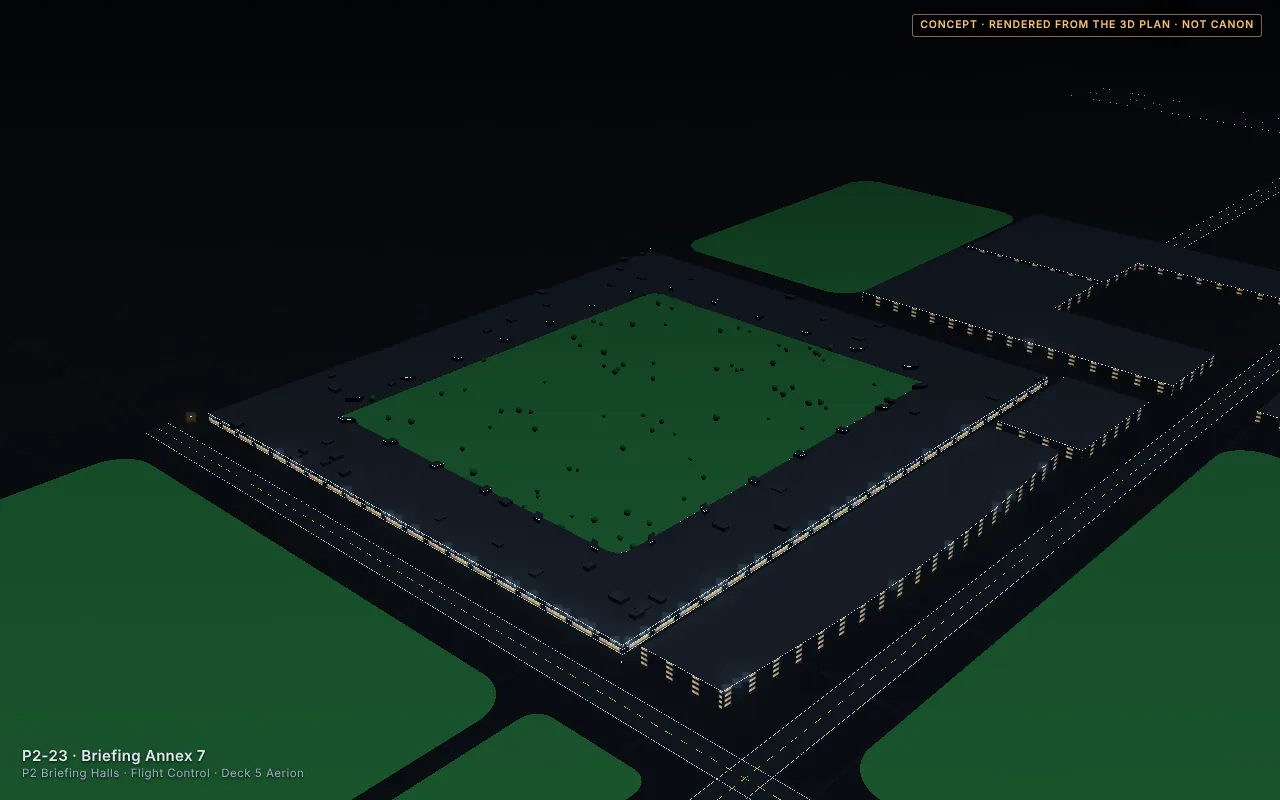 CONCEPT · RENDERED FROM THE 3D PLAN · NOT CANON
P2-23 · Briefing Annex 7
P2 Briefing Halls · Flight Control · Deck 5 Aerion